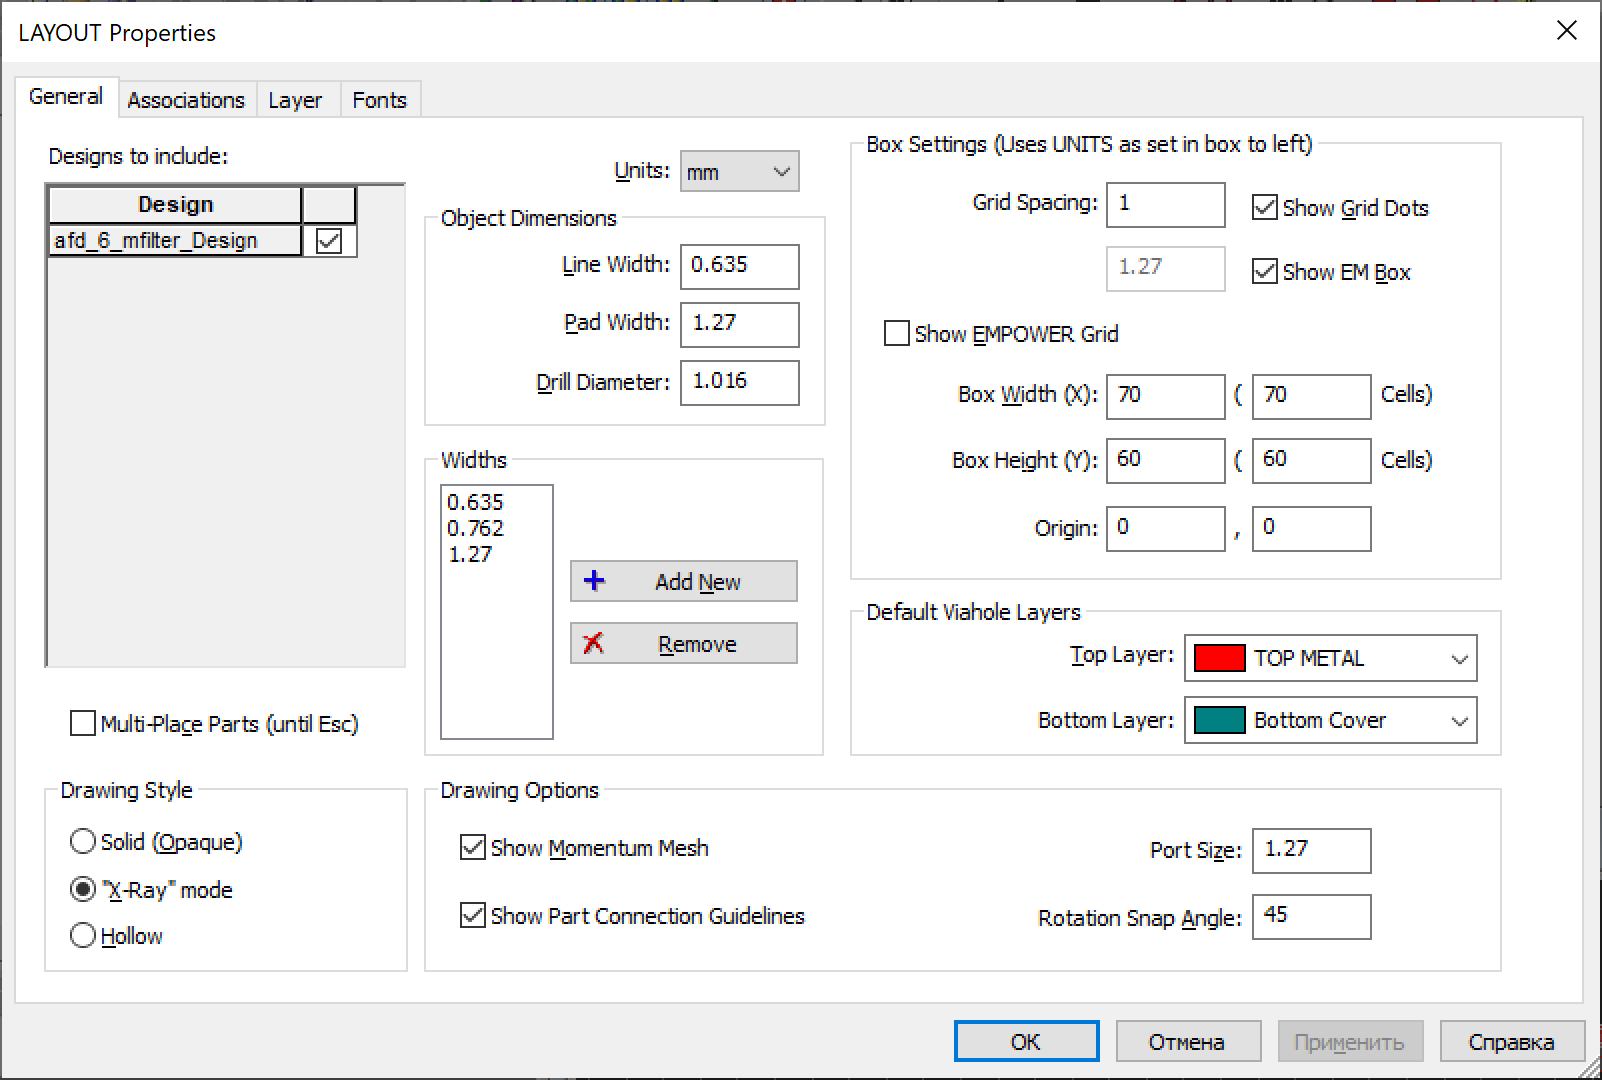 LAYOUT Properties
General
Associations
Layer
Fonts
Designs to include:
Design
afd_6_mfilter_Design
Multi-Place Parts (until Esc)
Drawing Style
Solid (Opaque)
"X-Ray" mode
Hollow
Units: mm
Object Dimensions
Line Width: 0.635
Pad Width: 1.27
Drill Diameter: 1.016
Widths
0.635
0.762
1.27
Add New
Remove
Box Settings (Uses UNITS as set in box to left)
Grid Spacing: 1
Show Grid Dots
1.27
Show EM Box
Show EMPOWER Grid
Box Width (X): 70 ( 70 Cells)
Box Height (Y): 60 ( 60 Cells)
Origin: 0 , 0
Default Viahole Layers
Top Layer: TOP METAL
Bottom Layer: Bottom Cover
Drawing Options
Show Momentum Mesh
Show Part Connection Guidelines
Port Size: 1.27
Rotation Snap Angle: 45
ОК
Отмена
Применить
Справка